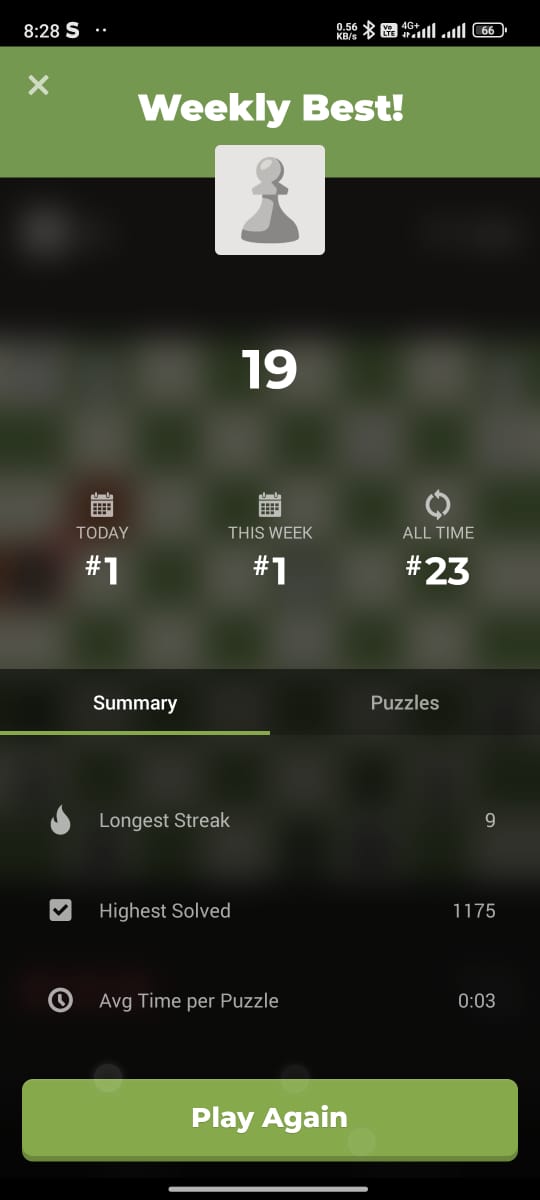 8:28 S ··
0.56 KB/s Vo LTE 4G+ 66
Weekly Best!
19
TODAY THIS WEEK ALL TIME
#1 #1 #23
Summary Puzzles
Longest Streak 9
Highest Solved 1175
Avg Time per Puzzle 0:03
Play Again